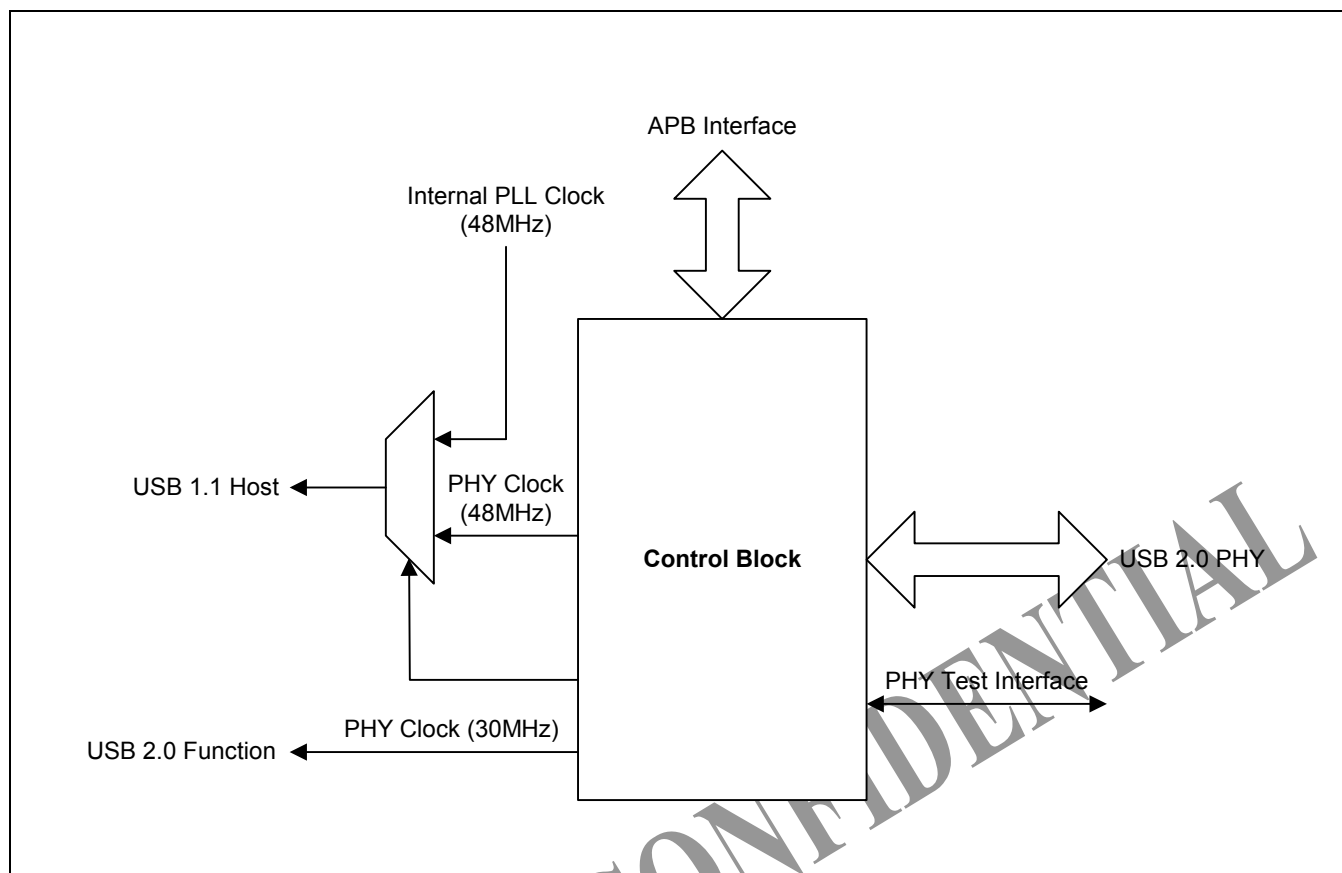 APB Interface
Internal PLL Clock
(48MHz)
USB 1.1 Host
PHY Clock
(48MHz)
Control Block
USB 2.0 PHY
PHY Test Interface
PHY Clock (30MHz)
USB 2.0 Function
CONFIDENTIAL